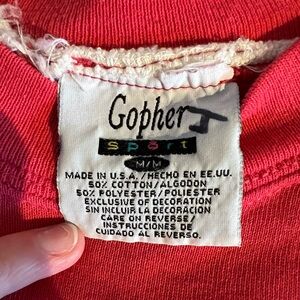 Gopher
Sport
M/M
MADE IN U.S.A./HECHO EN EE.UU.
50% COTTON/ALGODON
50% POLYESTER/POLIESTER
EXCLUSIVE OF DECORATION
SIN INCLUIR LA DECORACIÓN
CARE ON REVERSE/
INSTRUCCIONES DE
CUIDADO AL REVERSO.